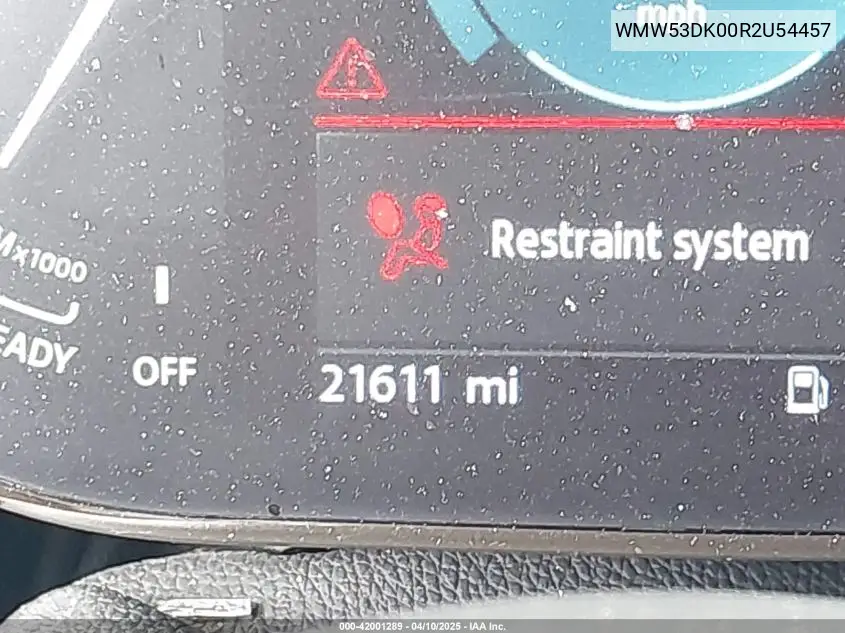 mph
WMW53DK00R2U54457
Restraint system
Mx1000
EADY
OFF
21611 mi
000-42001289 - 04/10/2025 - IAA Inc.